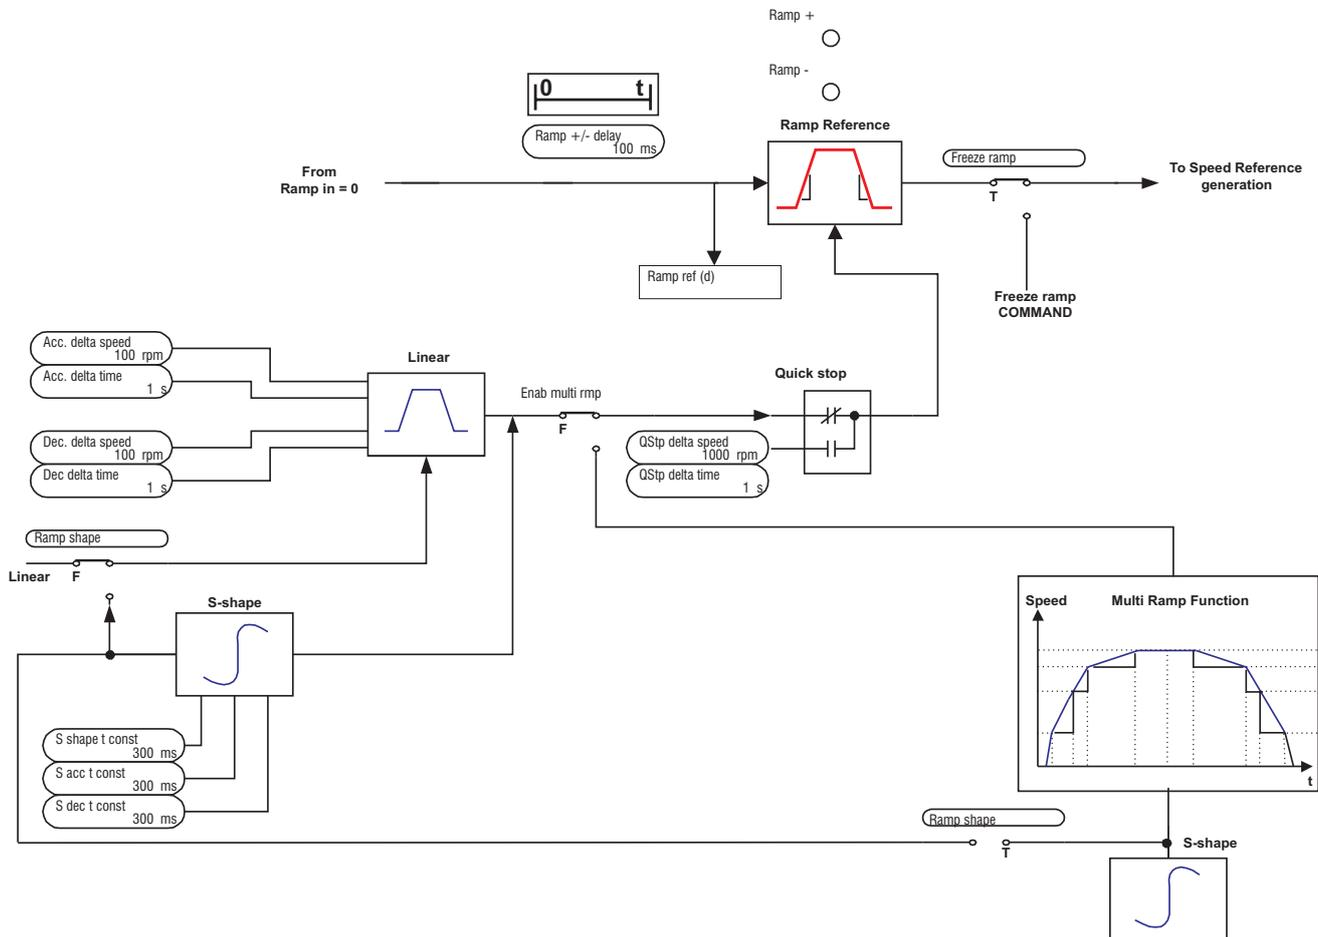 Ramp +
Ramp -
0 t
Ramp +/- delay
100 ms
Ramp Reference
From
Ramp in = 0
Freeze ramp
T
To Speed Reference
generation
Ramp ref (d)
Freeze ramp
COMMAND
Acc. delta speed
100 rpm
Acc. delta time
1 s
Dec. delta speed
100 rpm
Dec delta time
1 s
Linear
Enab multi rmp
F
Quick stop
QStp delta speed
1000 rpm
QStp delta time
1 s
Ramp shape
Linear
F
S-shape
S shape t const
300 ms
S acc t const
300 ms
S dec t const
300 ms
Speed
Multi Ramp Function
t
Ramp shape
T
S-shape